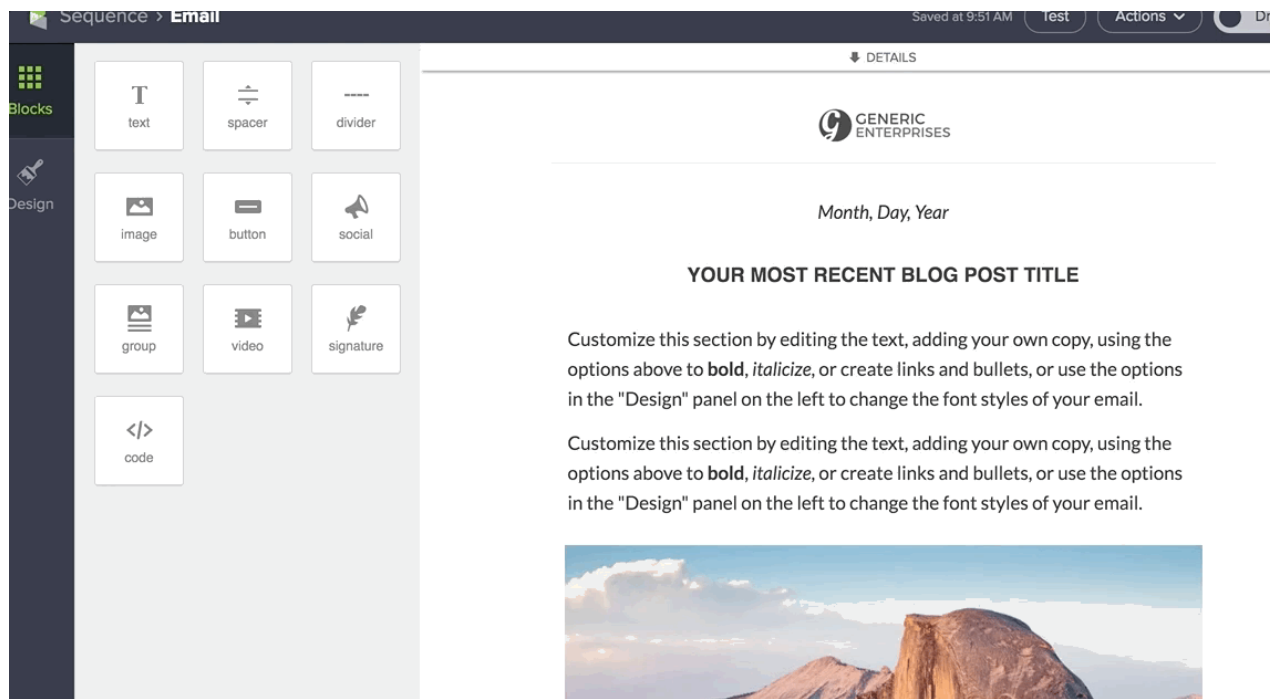 Sequence > Email
Saved at 9:51 AM
Test
Actions
Dr
Blocks
Design
T
text
spacer
divider
image
button
social
group
video
signature
</>
code
DETAILS
g GENERIC
ENTERPRISES
Month, Day, Year
YOUR MOST RECENT BLOG POST TITLE
Customize this section by editing the text, adding your own copy, using the
options above to bold, italicize, or create links and bullets, or use the options
in the "Design" panel on the left to change the font styles of your email.
Customize this section by editing the text, adding your own copy, using the
options above to bold, italicize, or create links and bullets, or use the options
in the "Design" panel on the left to change the font styles of your email.